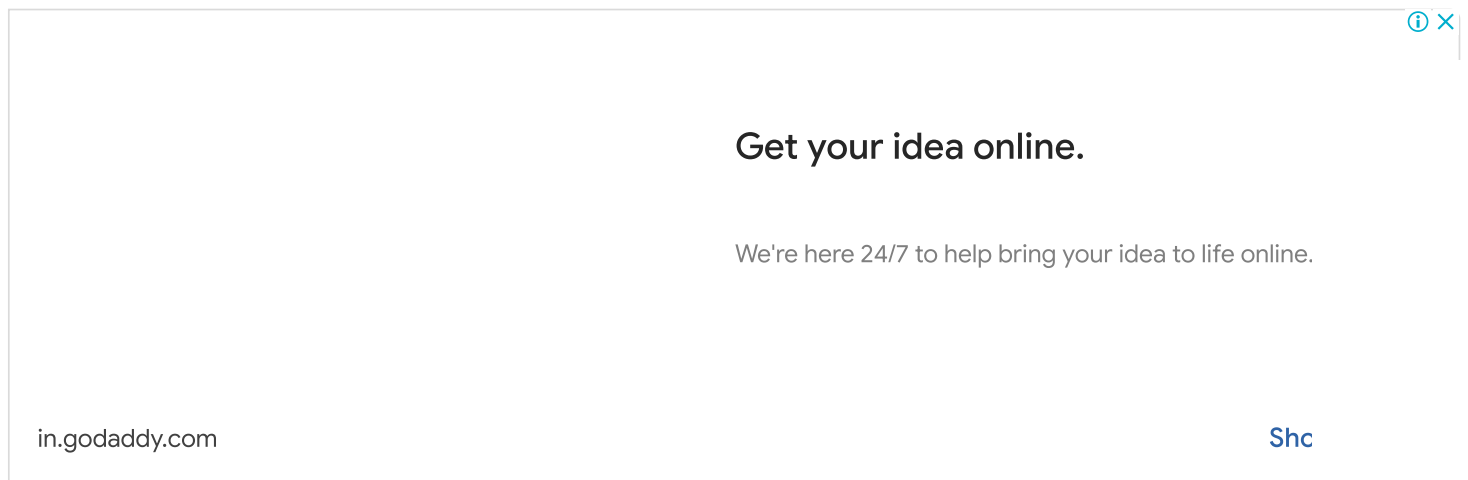 Get your idea online.
We're here 24/7 to help bring your idea to life online.
in.godaddy.com